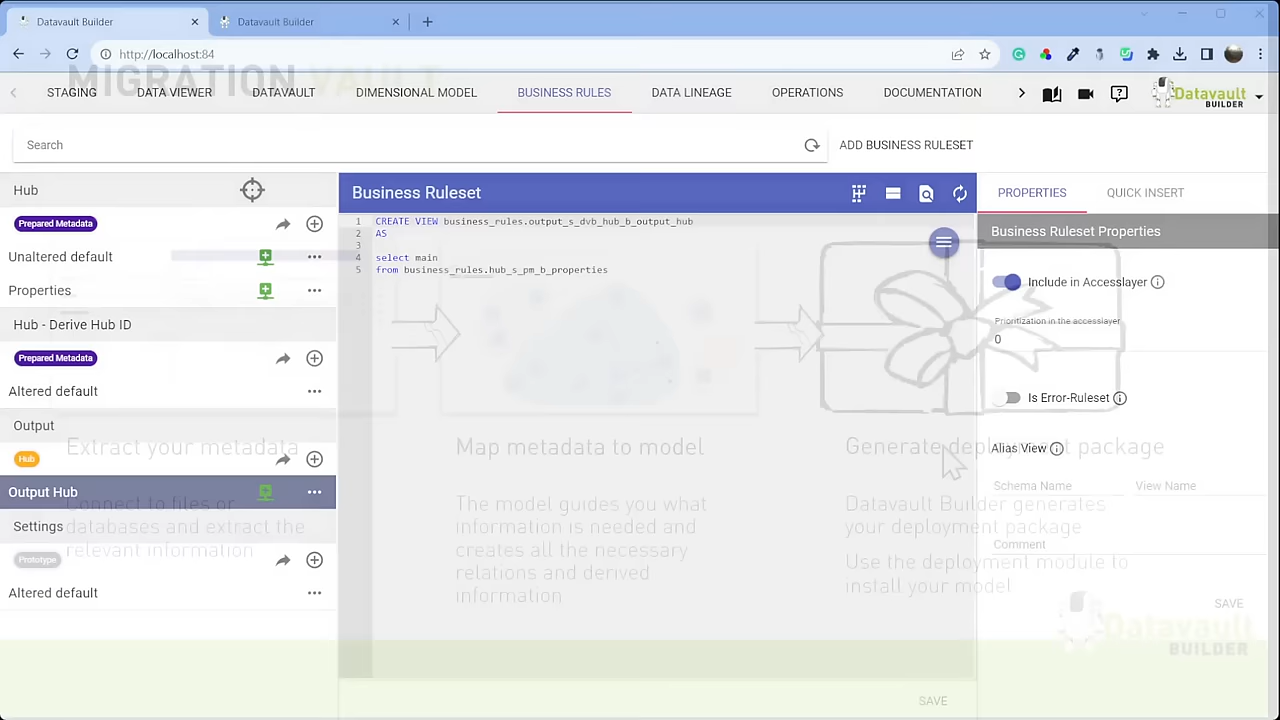 Datavault Builder
Datavault Builder
http://localhost:84
MIGRATION VAULT
STAGING
DATA VIEWER
DATAVAULT
DIMENSIONAL MODEL
BUSINESS RULES
DATA LINEAGE
OPERATIONS
DOCUMENTATION
Datavault
BUILDER
Search
ADD BUSINESS RULESET
Hub
Prepared Metadata
Unaltered default
Properties
Hub - Derive Hub ID
Prepared Metadata
Altered default
Output
Hub
Output Hub
Settings
Prototype
Altered default
Business Ruleset
1 CREATE VIEW business_rules.output_s_dvb_hub_b_output_hub
2 AS
3
4 select main
5 from business_rules.hub_s_pm_b_properties
SAVE
PROPERTIES
QUICK INSERT
Business Ruleset Properties
Include in Accesslayer
Prioritization in the accesslayer
0
Is Error-Ruleset
Alias View
Schema Name
View Name
Comment
SAVE
Extract your metadata
Connect to files or
databases and extract the
relevant information
Map metadata to model
The model guides you what
information is needed and
creates all the necessary
relations and derived
information
Generate deployment package
Datavault Builder generates
your deployment package
Use the deployment module to
install your model
Datavault
BUILDER